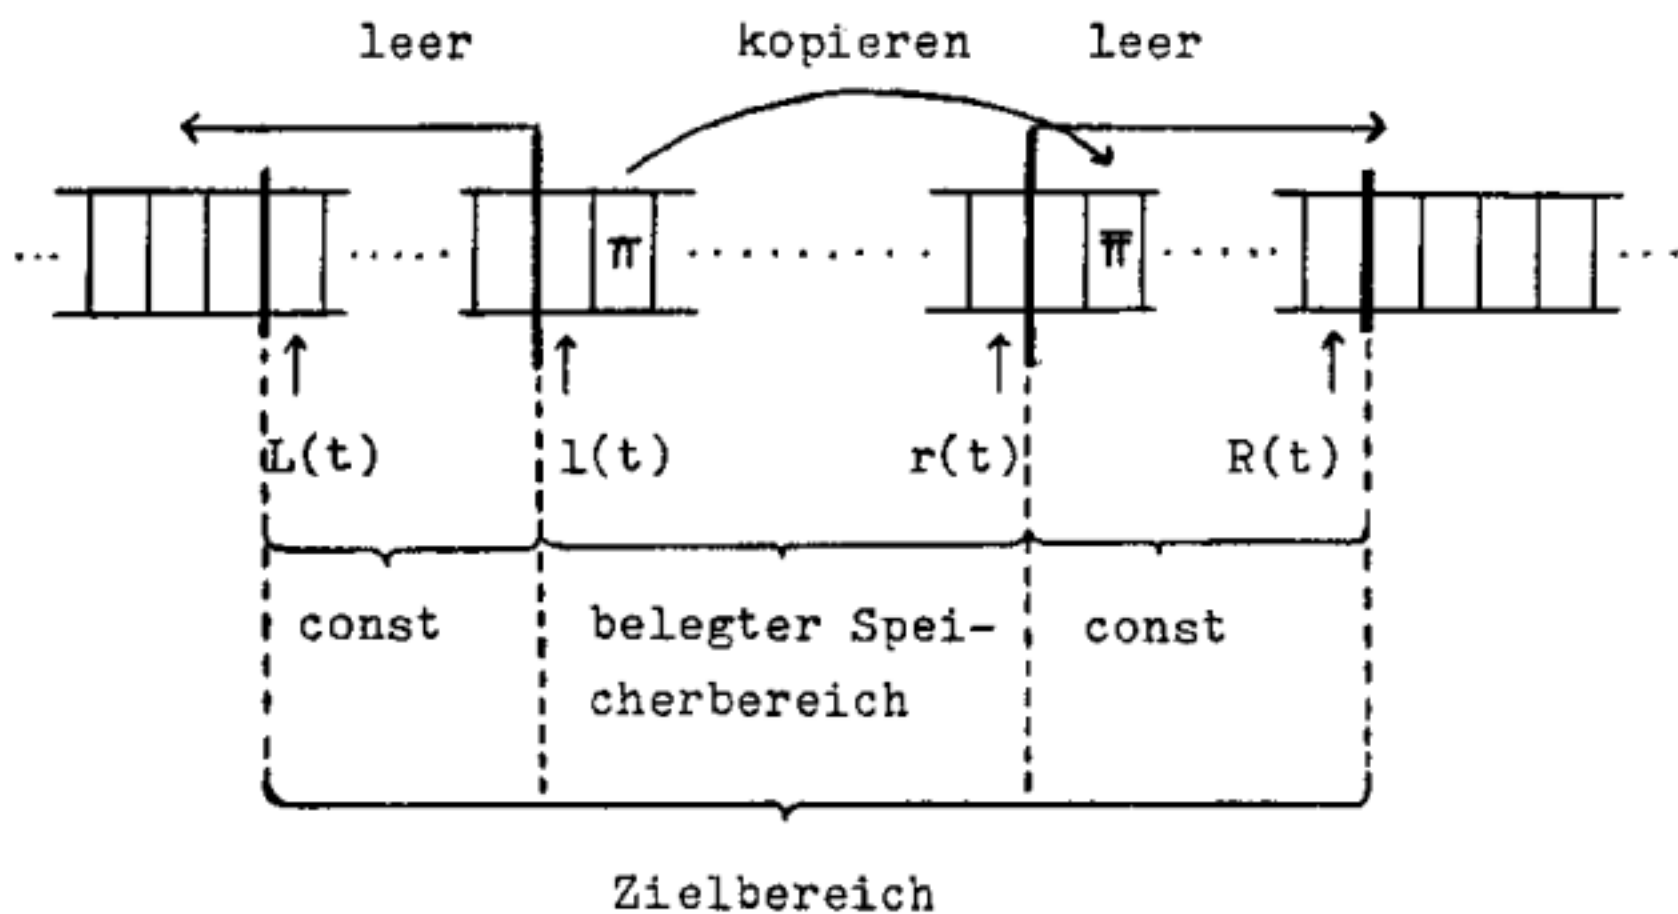 leer kopieren leer
... π ......... π̅ ...
L(t) l(t) r(t) R(t)
const belegter Spei- const
cherbereich
Zielbereich